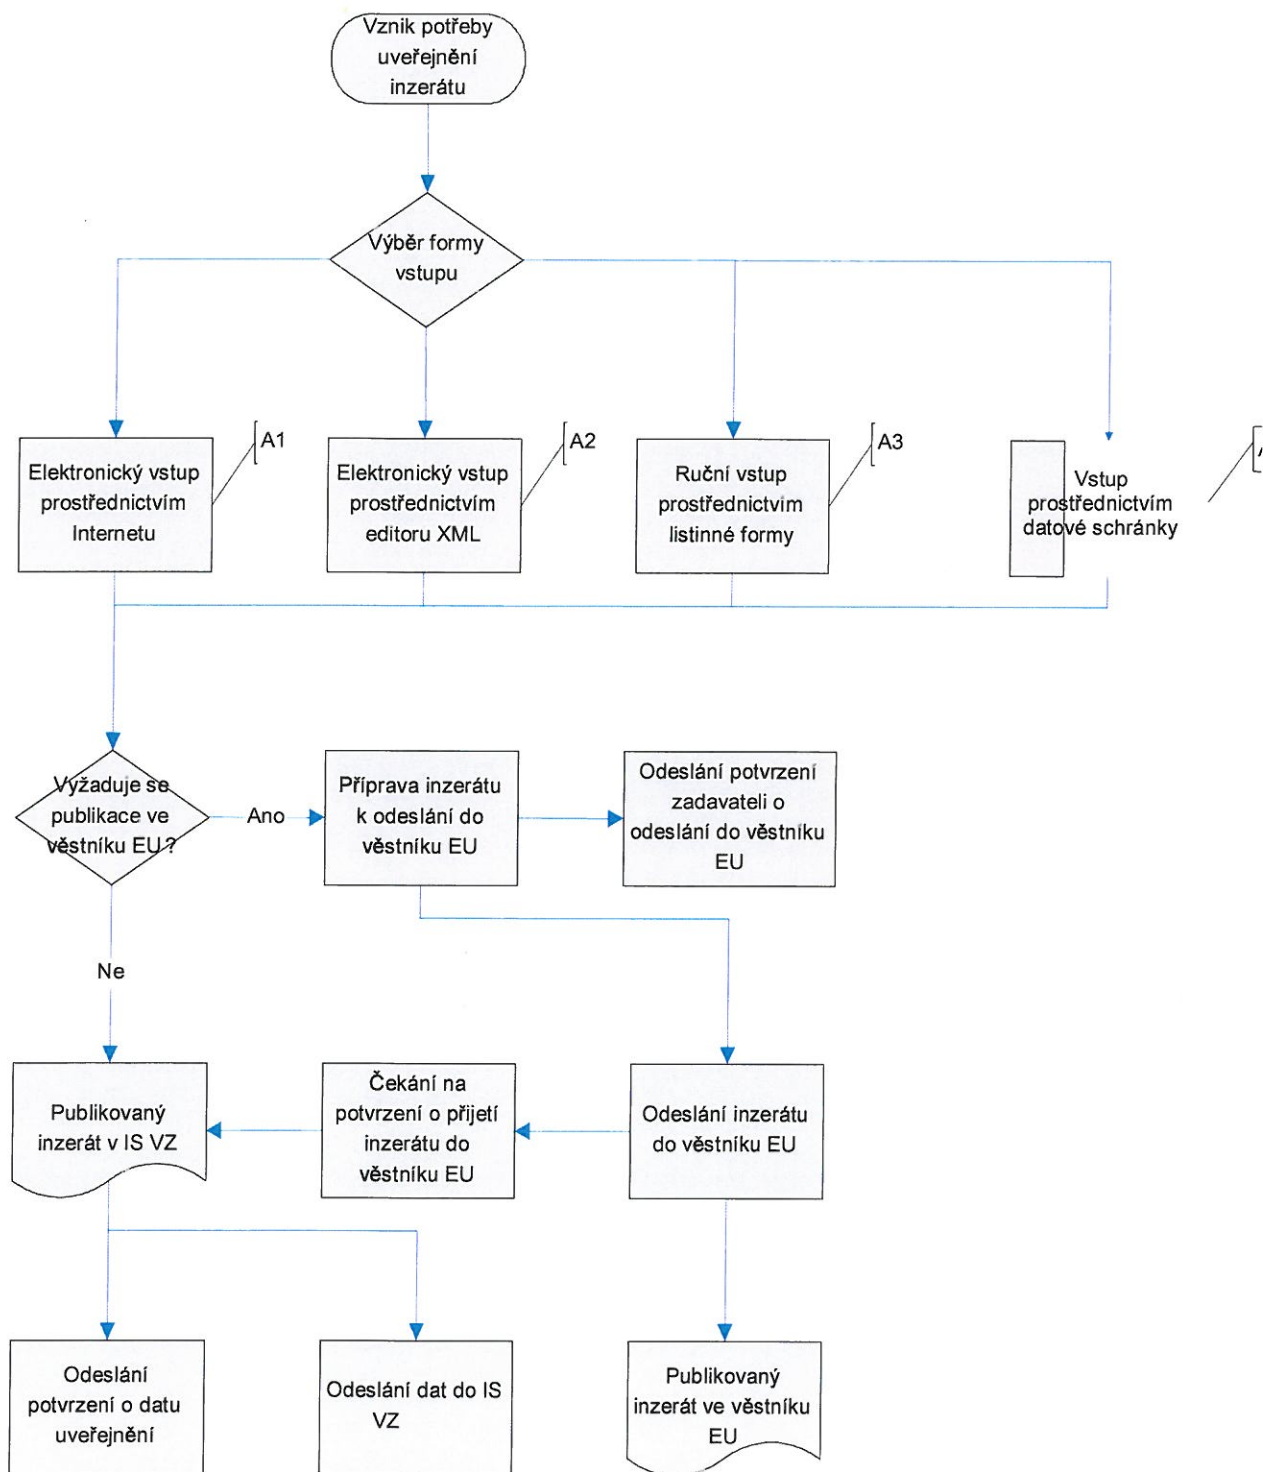 Vznik potřeby
uveřejnění
inzerátu
Výběr formy
vstupu
A1
Elektronický vstup
prostřednictvím
Internetu
A2
Elektronický vstup
prostřednictvím
editoru XML
A3
Ruční vstup
prostřednictvím
listinné formy
Vstup
prostřednictvím
datové schránky
Vyžaduje se
publikace ve
věstníku EU?
Ano
Příprava inzerátu
k odeslání do
věstníku EU
Odeslání potvrzení
zadavateli o
odeslání do věstníku
EU
Ne
Publikovaný
inzerát v IS VZ
Čekání na
potvrzení o přijetí
inzerátu do
věstníku EU
Odeslání inzerátu
do věstníku EU
Odeslání
potvrzení o datu
uveřejnění
Odeslání dat do IS
VZ
Publikovaný
inzerát ve věstníku
EU